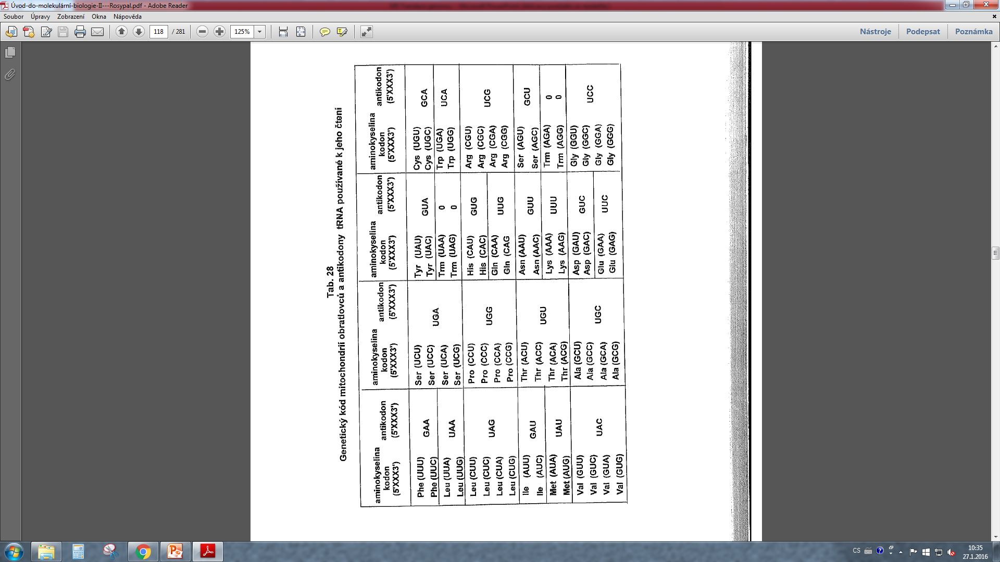 Úvod-do-molekulární-biologie-II---Rosypal.pdf - Adobe Reader
Soubor Úpravy Zobrazení Okna Nápověda
118 / 281 125% Nástroje Podepsat Poznámka
Tab. 28
Genetický kód mitochondrií obratlovců a antikodony tRNA používané k jeho čtení
aminokyselina kodon (5'XXX3') antikodon (5'XXX3') aminokyselina kodon (5'XXX3') antikodon (5'XXX3') aminokyselina kodon (5'XXX3') antikodon (5'XXX3') aminokyselina kodon (5'XXX3') antikodon (5'XXX3')
Phe (UUU) GAA Ser (UCU) UGA Tyr (UAU) GUA Cys (UGU) GCA
Phe (UUC) Ser (UCC) Tyr (UAC) Cys (UGC)
Leu (UUA) UAA Ser (UCA) Trm (UAA) 0 Trp (UGA) UCA
Leu (UUG) Ser (UCG) Trm (UAG) 0 Trp (UGG)
Leu (CUU) UAG Pro (CCU) UGG His (CAU) GUG Arg (CGU) UCG
Leu (CUC) Pro (CCC) His (CAC) Arg (CGC)
Leu (CUA) Pro (CCA) Gln (CAA) UUG Arg (CGA)
Leu (CUG) Pro (CCG) Gln (CAG Arg (CGG)
Ile (AUU) GAU Thr (ACU) UGU Asn (AAU) GUU Ser (AGU) GCU
Ile (AUC) Thr (ACC) Asn (AAC) Ser (AGC)
Met (AUA) UAU Thr (ACA) Lys (AAA) UUU Trm (AGA) 0
Met (AUG) Thr (ACG) Lys (AAG) Trm (AGG) 0
Val (GUU) UAC Ala (GCU) UGC Asp (GAU) GUC Gly (GGU) UCC
Val (GUC) Ala (GCC) Asp (GAC) Gly (GGC)
Val (GUA) Ala (GCA) Glu (GAA) UUC Gly (GGA)
Val (GUG) Ala (GCG) Glu (GAG) Gly (GGG)
CS
10:35
27.1.2016